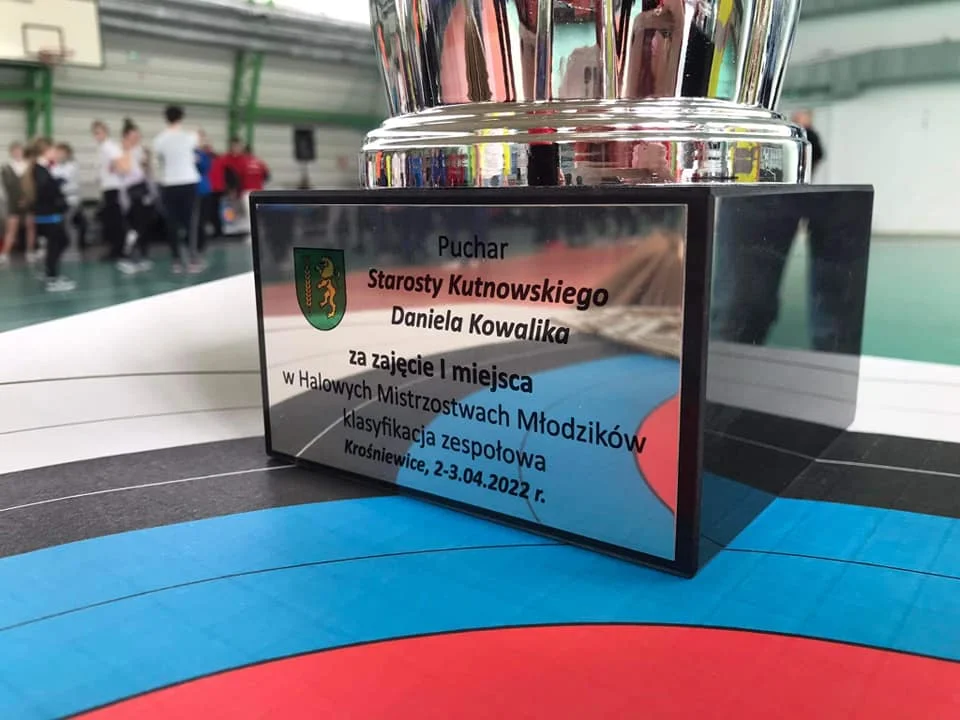 Puchar
Starosty Kutnowskiego
Daniela Kowalika
za zajęcie I miejsca
w Halowych Mistrzostwach Młodzików
klasyfikacja zespołowa
Krośniewice, 2-3.04.2022 r.